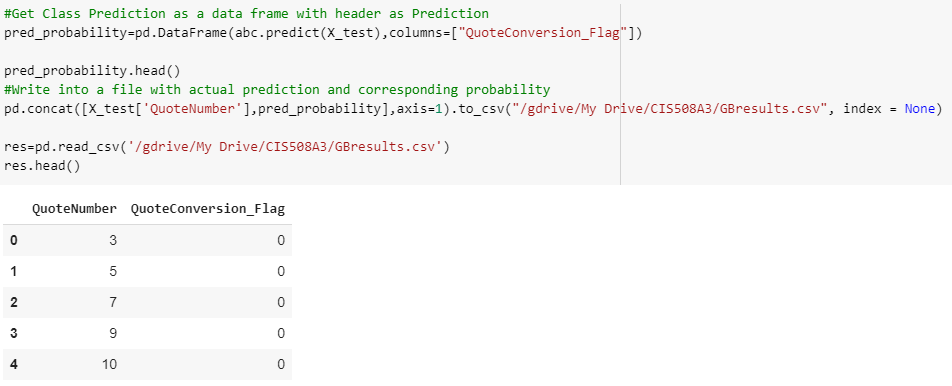 #Get Class Prediction as a data frame with header as Prediction
pred_probability=pd.DataFrame(abc.predict(X_test),columns=["QuoteConversion_Flag"])
pred_probability.head()
#Write into a file with actual prediction and corresponding probability
pd.concat([X_test['QuoteNumber'],pred_probability],axis=1).to_csv("/gdrive/My Drive/CIS508A3/GBresults.csv", index = None)
res=pd.read_csv('/gdrive/My Drive/CIS508A3/GBresults.csv')
res.head()
QuoteNumber QuoteConversion_Flag
0 3 0
1 5 0
2 7 0
3 9 0
4 10 0